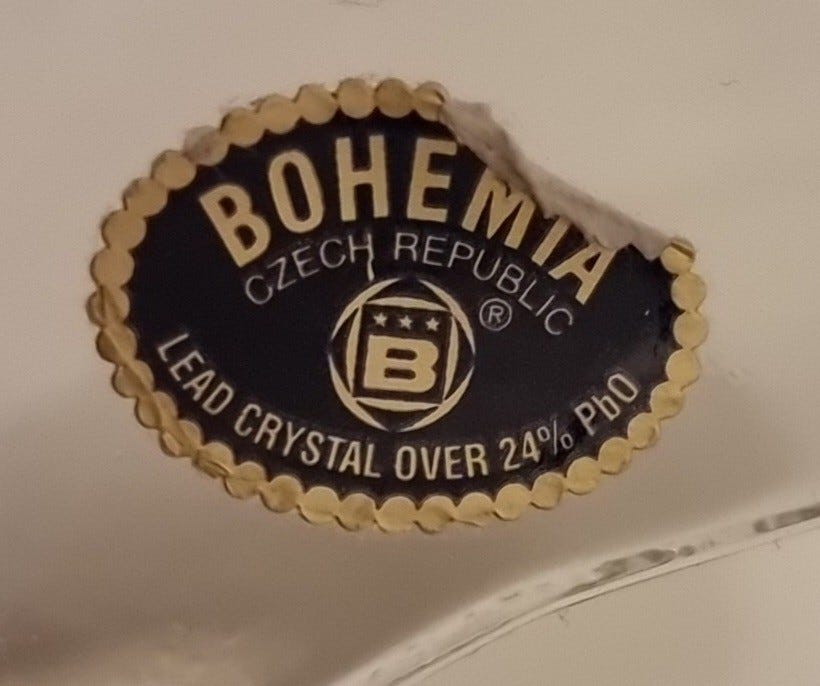 BOHEMIA
CZECH REPUBLIC
®
B
LEAD CRYSTAL OVER 24% PbO